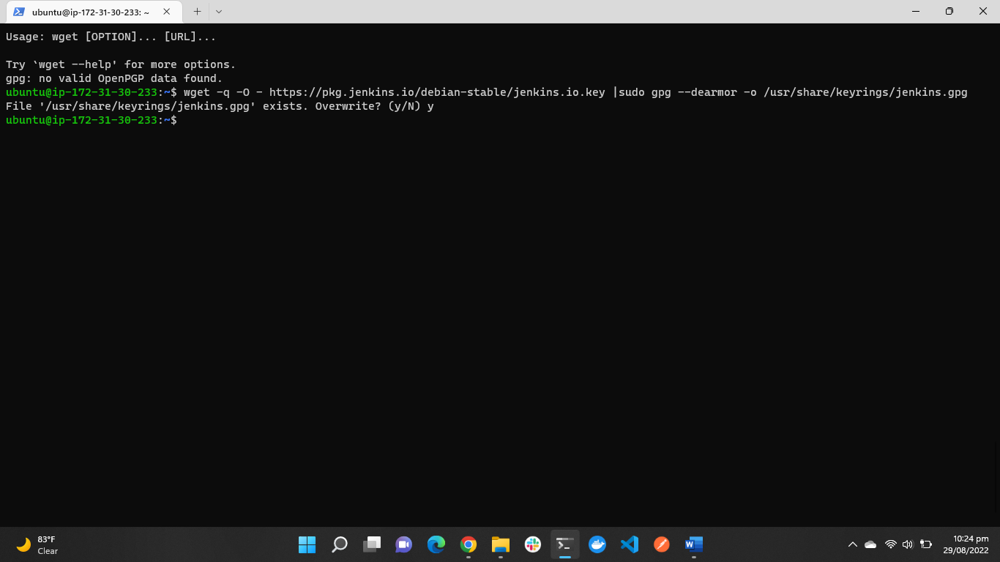 ubuntu@ip-172-31-30-233: ~
Usage: wget [OPTION]... [URL]...
Try `wget --help' for more options.
gpg: no valid OpenPGP data found.
ubuntu@ip-172-31-30-233:~$ wget -q -O - https://pkg.jenkins.io/debian-stable/jenkins.io.key |sudo gpg --dearmor -o /usr/share/keyrings/jenkins.gpg
File '/usr/share/keyrings/jenkins.gpg' exists. Overwrite? (y/N) y
ubuntu@ip-172-31-30-233:~$
83°F
Clear
10:24 pm
29/08/2022